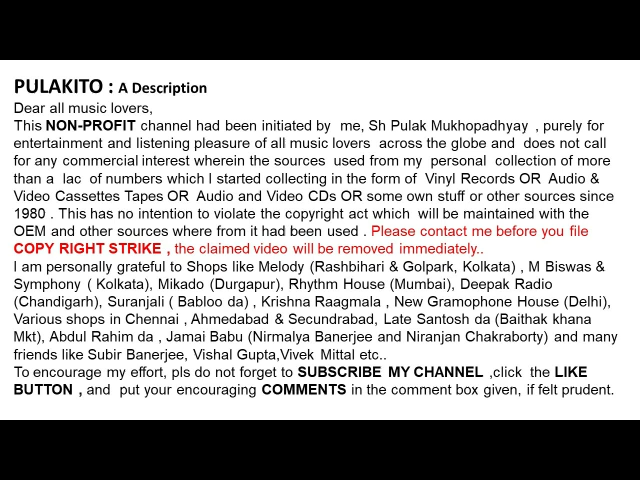 PULAKITO : A Description
Dear all music lovers,
This NON-PROFIT channel had been initiated by me, Sh Pulak Mukhopadhyay , purely for
entertainment and listening pleasure of all music lovers across the globe and does not call
for any commercial interest wherein the sources used from my personal collection of more
than a lac of numbers which I started collecting in the form of Vinyl Records OR Audio &
Video Cassettes Tapes OR Audio and Video CDs OR some own stuff or other sources since
1980 . This has no intention to violate the copyright act which will be maintained with the
OEM and other sources where from it had been used . Please contact me before you file
COPY RIGHT STRIKE , the claimed video will be removed immediately..
I am personally grateful to Shops like Melody (Rashbihari & Golpark, Kolkata) , M Biswas &
Symphony ( Kolkata), Mikado (Durgapur), Rhythm House (Mumbai), Deepak Radio
(Chandigarh), Suranjali ( Babloo da) , Krishna Raagmala , New Gramophone House (Delhi),
Various shops in Chennai , Ahmedabad & Secundrabad, Late Santosh da (Baithak khana
Mkt), Abdul Rahim da , Jamai Babu (Nirmalya Banerjee and Niranjan Chakraborty) and many
friends like Subir Banerjee, Vishal Gupta,Vivek Mittal etc..
To encourage my effort, pls do not forget to SUBSCRIBE MY CHANNEL ,click the LIKE
BUTTON , and put your encouraging COMMENTS in the comment box given, if felt prudent.